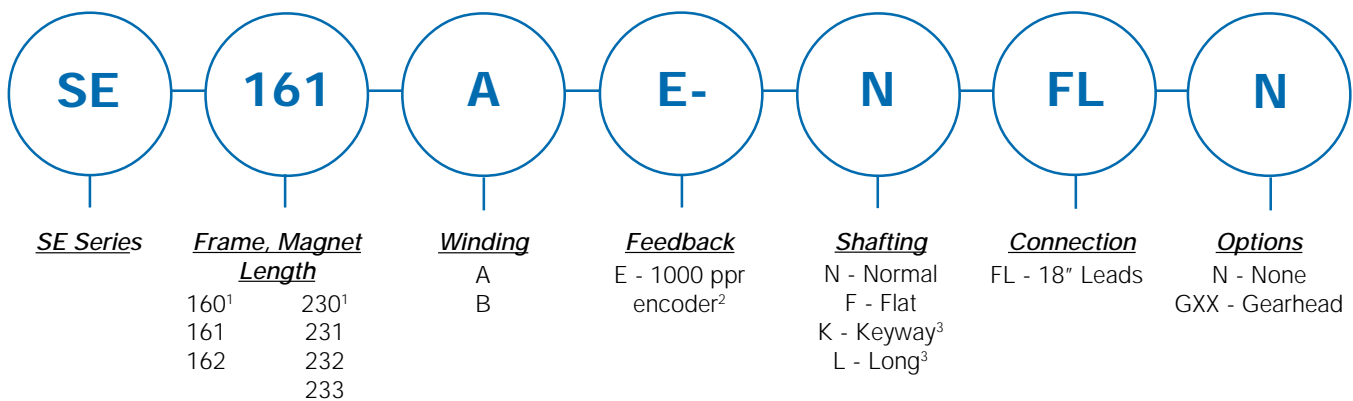 SE 161 A E- N FL N
SE Series
Frame, Magnet
Length
160¹ 230¹
161 231
162 232
233
Winding
A
B
Feedback
E - 1000 ppr
encoder²
Shafting
N - Normal
F - Flat
K - Keyway³
L - Long³
Connection
FL - 18" Leads
Options
N - None
GXX - Gearhead